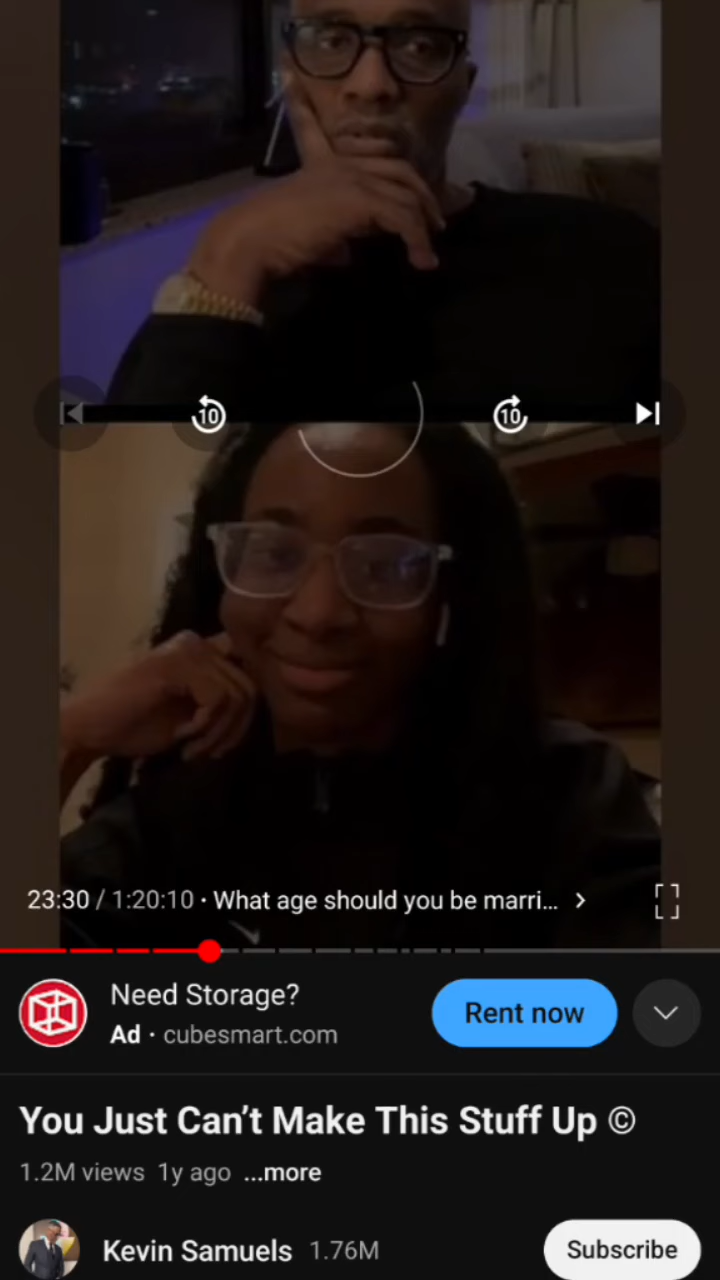 10
10
23:30 / 1:20:10 · What age should you be marri... >
Need Storage?
Ad · cubesmart.com
Rent now
You Just Can’t Make This Stuff Up ©
1.2M views 1y ago ...more
Kevin Samuels 1.76M
Subscribe